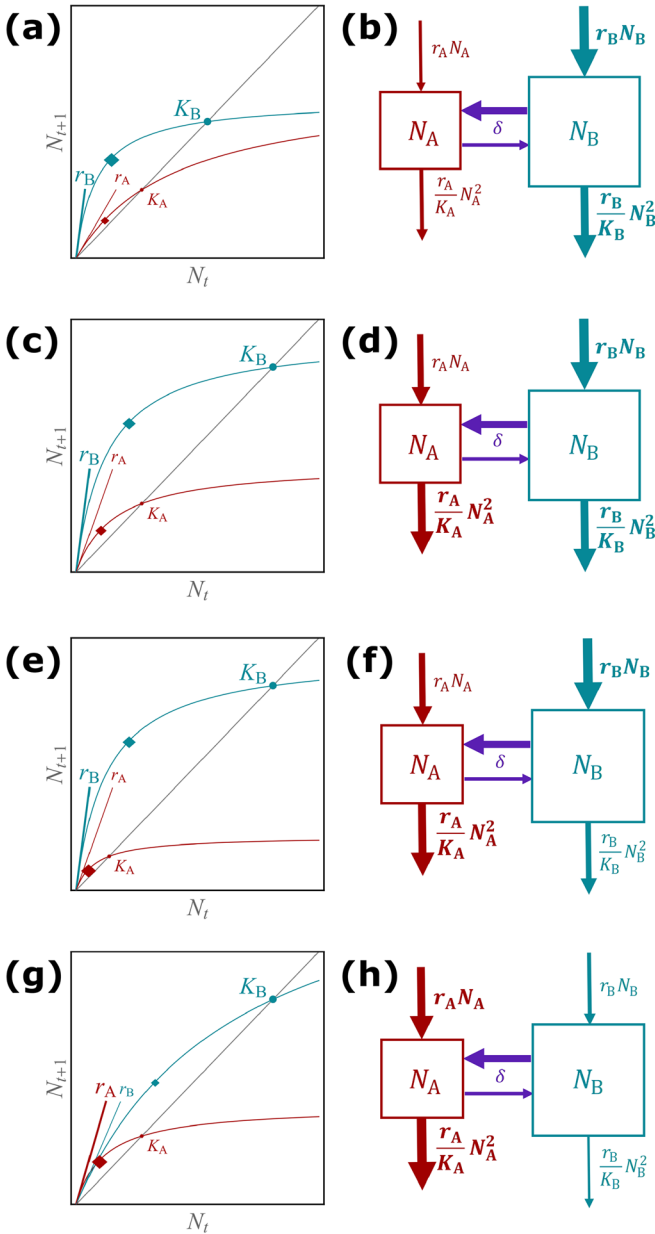 (a)
N_{t+1}
K_B
r_B
r_A
K_A
N_t
(b)
r_A N_A
r_B N_B
N_A
δ
N_B
r_A/K_A N_A^2
r_B/K_B N_B^2
(c)
N_{t+1}
K_B
r_B
r_A
K_A
N_t
(d)
r_A N_A
r_B N_B
N_A
δ
N_B
r_A/K_A N_A^2
r_B/K_B N_B^2
(e)
N_{t+1}
K_B
r_B
r_A
K_A
N_t
(f)
r_A N_A
r_B N_B
N_A
δ
N_B
r_A/K_A N_A^2
r_B/K_B N_B^2
(g)
N_{t+1}
K_B
r_A
r_B
K_A
N_t
(h)
r_A N_A
r_B N_B
N_A
δ
N_B
r_A/K_A N_A^2
r_B/K_B N_B^2